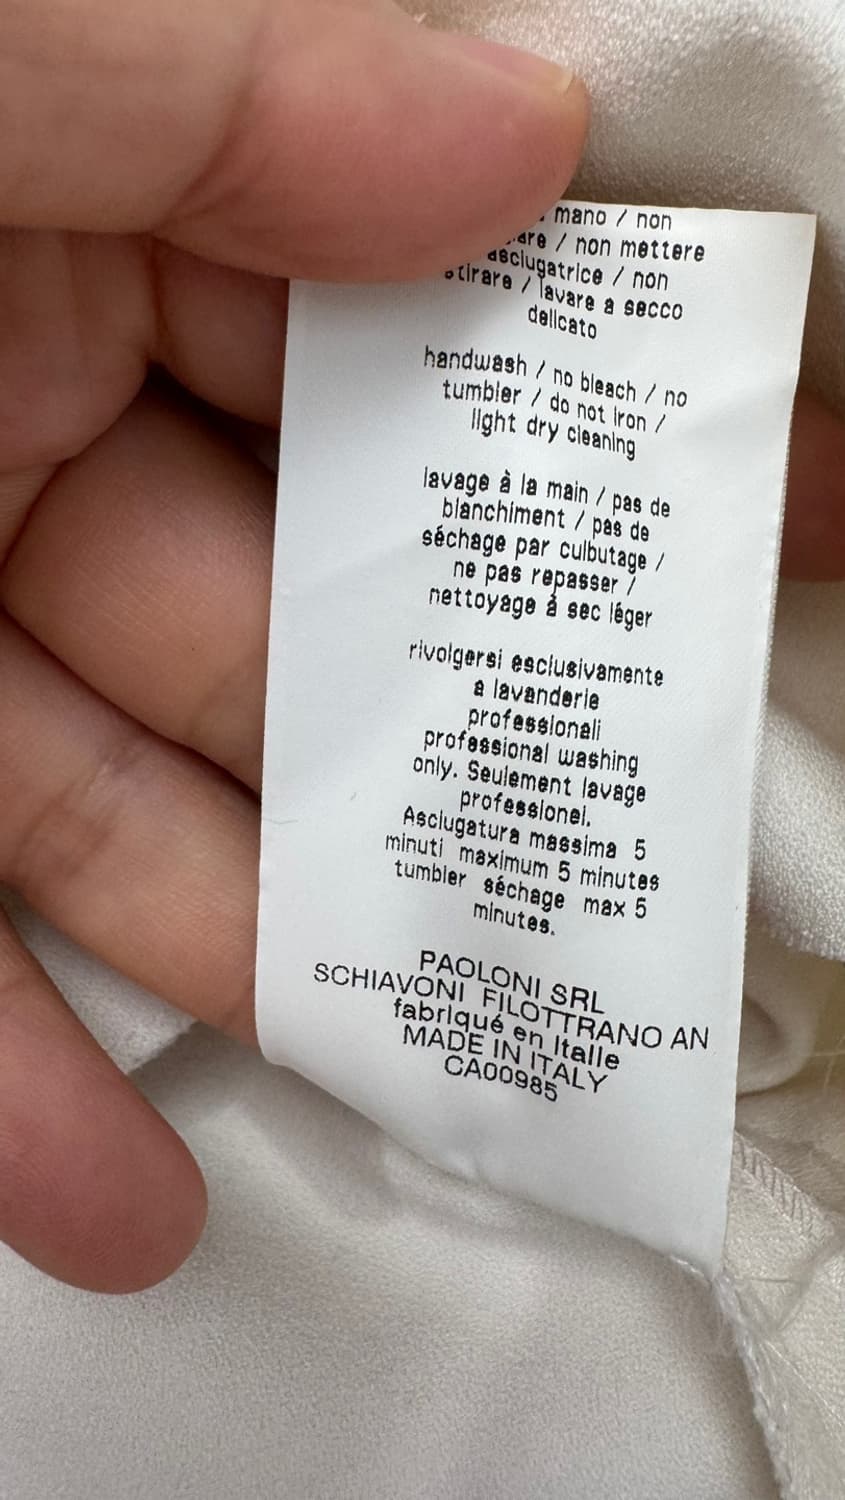 mano / non
/ non mettere
asciugatrice / non
stirare / lavare a secco
delicato
handwash / no bleach / no
tumbler / do not iron /
light dry cleaning
lavage à la main / pas de
blanchiment / pas de
séchage par culbutage /
ne pas repasser /
nettoyage à sec léger
rivolgersi esclusivamente
a lavanderie
professionali
professional washing
only. Seulement lavage
professionel.
Asciugatura massima 5
minuti maximum 5 minutes
tumbler séchage max 5
minutes.
PAOLONI SRL
SCHIAVONI FILOTTRANO AN
fabriqué en Italie
MADE IN ITALY
CA00985